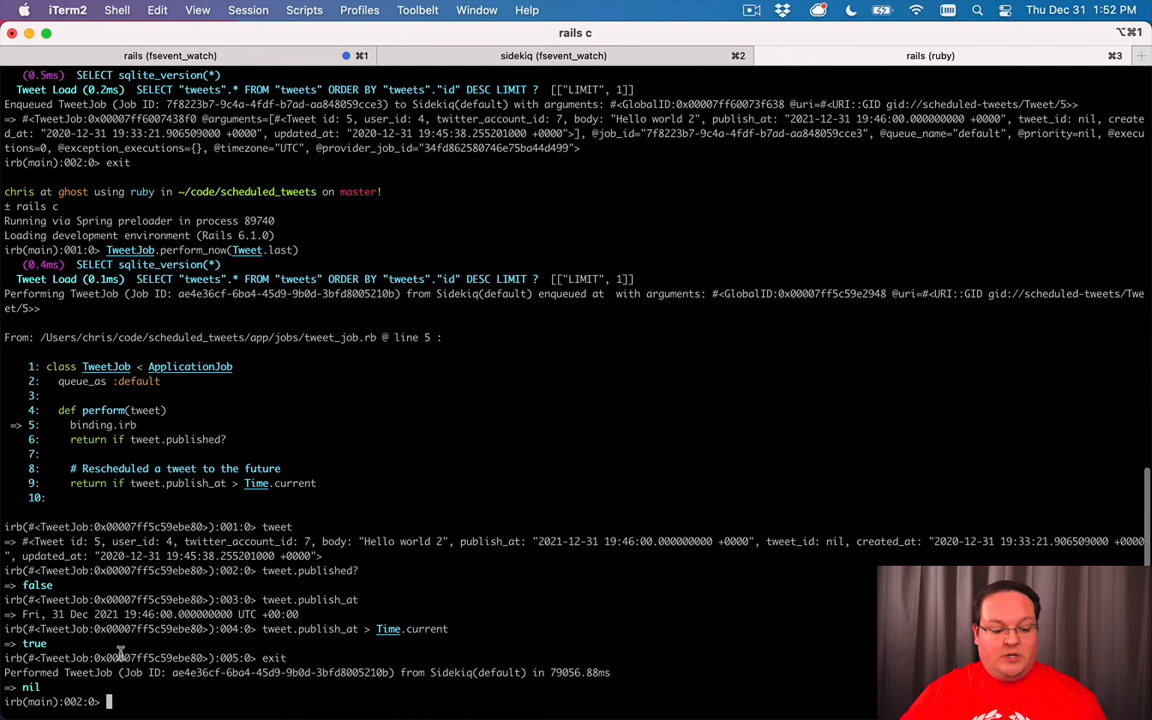 iTerm2 Shell Edit View Session Scripts Profiles Toolbelt Window Help Thu Dec 31 1:52 PM
rails c ⌥⌘1
rails (fsevent_watch) ⌘1 sidekiq (fsevent_watch) ⌘2 rails (ruby) ⌘3 +
(0.5ms) SELECT sqlite_version(*)
Tweet Load (0.2ms) SELECT "tweets".* FROM "tweets" ORDER BY "tweets"."id" DESC LIMIT ? [["LIMIT", 1]]
Enqueued TweetJob (Job ID: 7f8223b7-9c4a-4fdf-b7ad-aa848059cce3) to Sidekiq(default) with arguments: #<GlobalID:0x00007ff60073f638 @uri=#<URI::GID gid://scheduled-tweets/Tweet/5>>
=> #<TweetJob:0x00007ff6007438f0 @arguments=[#<Tweet id: 5, user_id: 4, twitter_account_id: 7, body: "Hello world 2", publish_at: "2021-12-31 19:46:00.000000000 +0000", tweet_id: nil, create
d_at: "2020-12-31 19:33:21.906509000 +0000", updated_at: "2020-12-31 19:45:38.255201000 +0000">], @job_id="7f8223b7-9c4a-4fdf-b7ad-aa848059cce3", @queue_name="default", @priority=nil, @execu
tions=0, @exception_executions={}, @timezone="UTC", @provider_job_id="34fd862580746e75ba44d499">
irb(main):002:0> exit
chris at ghost using ruby in ~/code/scheduled_tweets on master!
± rails c
Running via Spring preloader in process 89740
Loading development environment (Rails 6.1.0)
irb(main):001:0> TweetJob.perform_now(Tweet.last)
(0.4ms) SELECT sqlite_version(*)
Tweet Load (0.1ms) SELECT "tweets".* FROM "tweets" ORDER BY "tweets"."id" DESC LIMIT ? [["LIMIT", 1]]
Performing TweetJob (Job ID: ae4e36cf-6ba4-45d9-9b0d-3bfd8005210b) from Sidekiq(default) enqueued at with arguments: #<GlobalID:0x00007ff5c59e2948 @uri=#<URI::GID gid://scheduled-tweets/Twe
et/5>>
From: /Users/chris/code/scheduled_tweets/app/jobs/tweet_job.rb @ line 5 :
1: class TweetJob < ApplicationJob
2: queue_as :default
3:
4: def perform(tweet)
=> 5: binding.irb
6: return if tweet.published?
7:
8: # Rescheduled a tweet to the future
9: return if tweet.publish_at > Time.current
10:
irb(#<TweetJob:0x00007ff5c59ebe80>):001:0> tweet
=> #<Tweet id: 5, user_id: 4, twitter_account_id: 7, body: "Hello world 2", publish_at: "2021-12-31 19:46:00.000000000 +0000", tweet_id: nil, created_at: "2020-12-31 19:33:21.906509000 +0000
", updated_at: "2020-12-31 19:45:38.255201000 +0000">
irb(#<TweetJob:0x00007ff5c59ebe80>):002:0> tweet.published?
=> false
irb(#<TweetJob:0x00007ff5c59ebe80>):003:0> tweet.publish_at
=> Fri, 31 Dec 2021 19:46:00.000000000 UTC +00:00
irb(#<TweetJob:0x00007ff5c59ebe80>):004:0> tweet.publish_at > Time.current
=> true
irb(#<TweetJob:0x00007ff5c59ebe80>):005:0> exit
Performed TweetJob (Job ID: ae4e36cf-6ba4-45d9-9b0d-3bfd8005210b) from Sidekiq(default) in 79056.88ms
=> nil
irb(main):002:0>